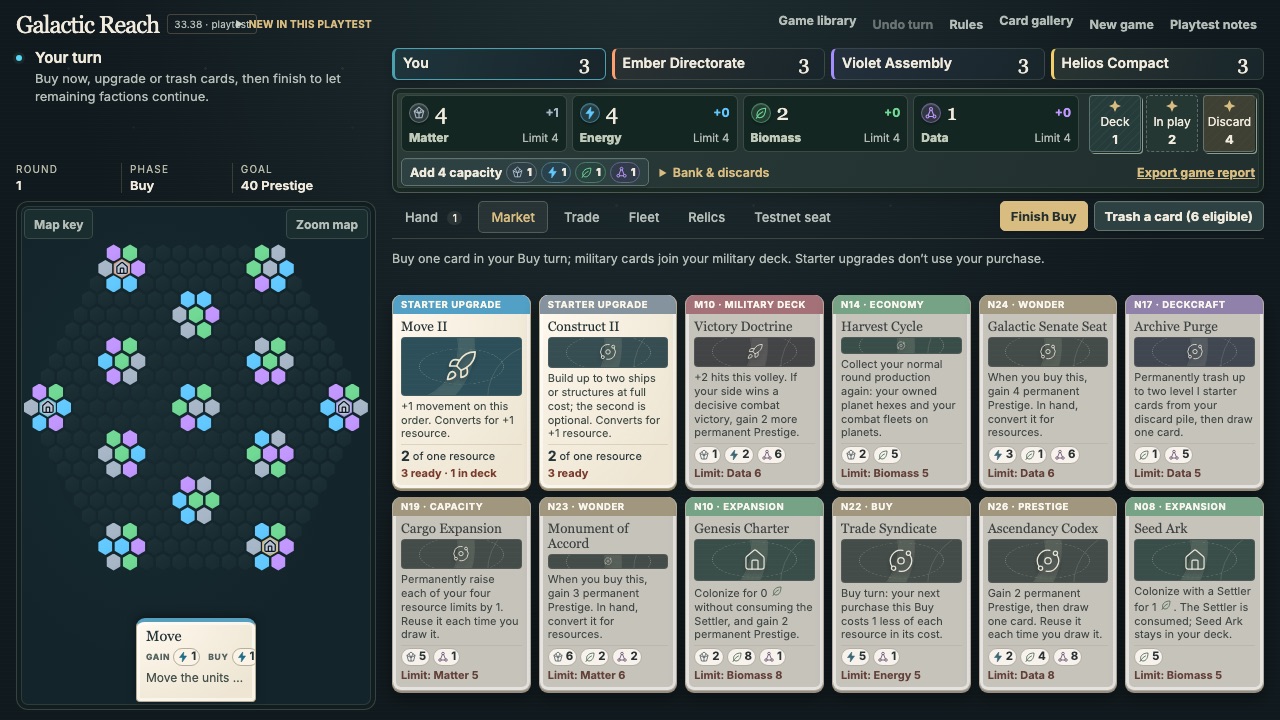 Galactic Reach
33.38 · playtest
NEW IN THIS PLAYTEST
Game library
Undo turn
Rules
Card gallery
New game
Playtest notes
Your turn
Buy now, upgrade or trash cards, then finish to let
remaining factions continue.
ROUND
1
PHASE
Buy
GOAL
40 Prestige
You 3
Ember Directorate 3
Violet Assembly 3
Helios Compact 3
4 +1
Matter Limit 4
4 +0
Energy Limit 4
2 +0
Biomass Limit 4
1 +0
Data Limit 4
Deck
1
In play
2
Discard
4
Add 4 capacity 1 1 1 1
Bank & discards
Export game report
Map key
Zoom map
Hand 1
Market
Trade
Fleet
Relics
Testnet seat
Finish Buy
Trash a card (6 eligible)
Buy one card in your Buy turn; military cards join your military deck. Starter upgrades don't use your purchase.
STARTER UPGRADE
Move II
+1 movement on this
order. Converts for +1
resource.
2 of one resource
3 ready · 1 in deck
STARTER UPGRADE
Construct II
Build up to two ships
or structures at full
cost; the second is
optional. Converts for
+1 resource.
2 of one resource
3 ready
M10 · MILITARY DECK
Victory Doctrine
+2 hits this volley. If
your side wins a
decisive combat
victory, gain 2 more
permanent Prestige.
1 2 6
Limit: Data 6
N14 · ECONOMY
Harvest Cycle
Collect your normal
round production
again: your owned
planet hexes and your
combat fleets on
planets.
2 5
Limit: Biomass 5
N24 · WONDER
Galactic Senate Seat
When you buy this,
gain 4 permanent
Prestige. In hand,
convert it for
resources.
3 1 6
Limit: Data 6
N17 · DECKCRAFT
Archive Purge
Permanently trash up
to two level I starter
cards from your
discard pile, then draw
one card.
1 5
Limit: Data 5
N19 · CAPACITY
Cargo Expansion
Permanently raise
each of your four
resource limits by 1.
Reuse it each time you
draw it.
5 1
Limit: Matter 5
N23 · WONDER
Monument of
Accord
When you buy this,
gain 3 permanent
Prestige. In hand,
convert it for
resources.
6 2 2
Limit: Matter 6
N10 · EXPANSION
Genesis Charter
Colonize for 0
without consuming the
Settler, and gain 2
permanent Prestige.
2 8 1
Limit: Biomass 8
N22 · BUY
Trade Syndicate
Buy turn: your next
purchase this Buy
costs 1 less of each
resource in its cost.
5 1
Limit: Energy 5
N26 · PRESTIGE
Ascendancy Codex
Gain 2 permanent
Prestige, then draw
one card. Reuse it
each time you draw it.
2 4 8
Limit: Data 8
N08 · EXPANSION
Seed Ark
Colonize with a Settler
for 1 . The Settler is
consumed; Seed Ark
stays in your deck.
5
Limit: Biomass 5
Move
GAIN 1 BUY 1
Move the units ...